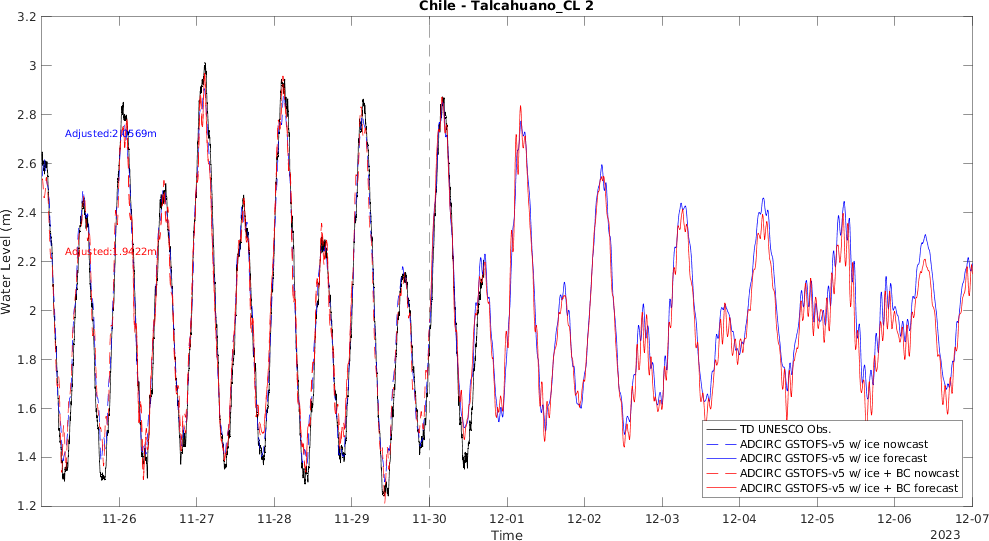 Chile - Talcahuano_CL 2
3.2
3
2.8
2.6
2.4
2.2
2
1.8
1.6
1.4
1.2
Water Level (m)
Adjusted:1.9422m
TD UNESCO Obs.
ADCIRC GSTOFS-v5 w/ ice nowcast
ADCIRC GSTOFS-v5 w/ ice forecast
ADCIRC GSTOFS-v5 w/ ice + BC nowcast
ADCIRC GSTOFS-v5 w/ ice + BC forecast
11-26 11-27 11-28 11-29 11-30 12-01 12-02 12-03 12-04 12-05 12-06 12-07
Time
2023